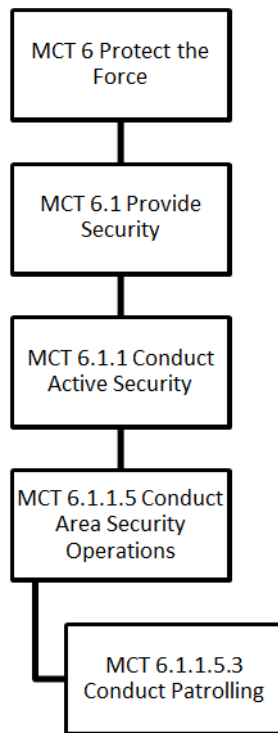 MCT 6 Protect the
Force
MCT 6.1 Provide
Security
MCT 6.1.1 Conduct
Active Security
MCT 6.1.1.5 Conduct
Area Security
Operations
MCT 6.1.1.5.3
Conduct Patrolling